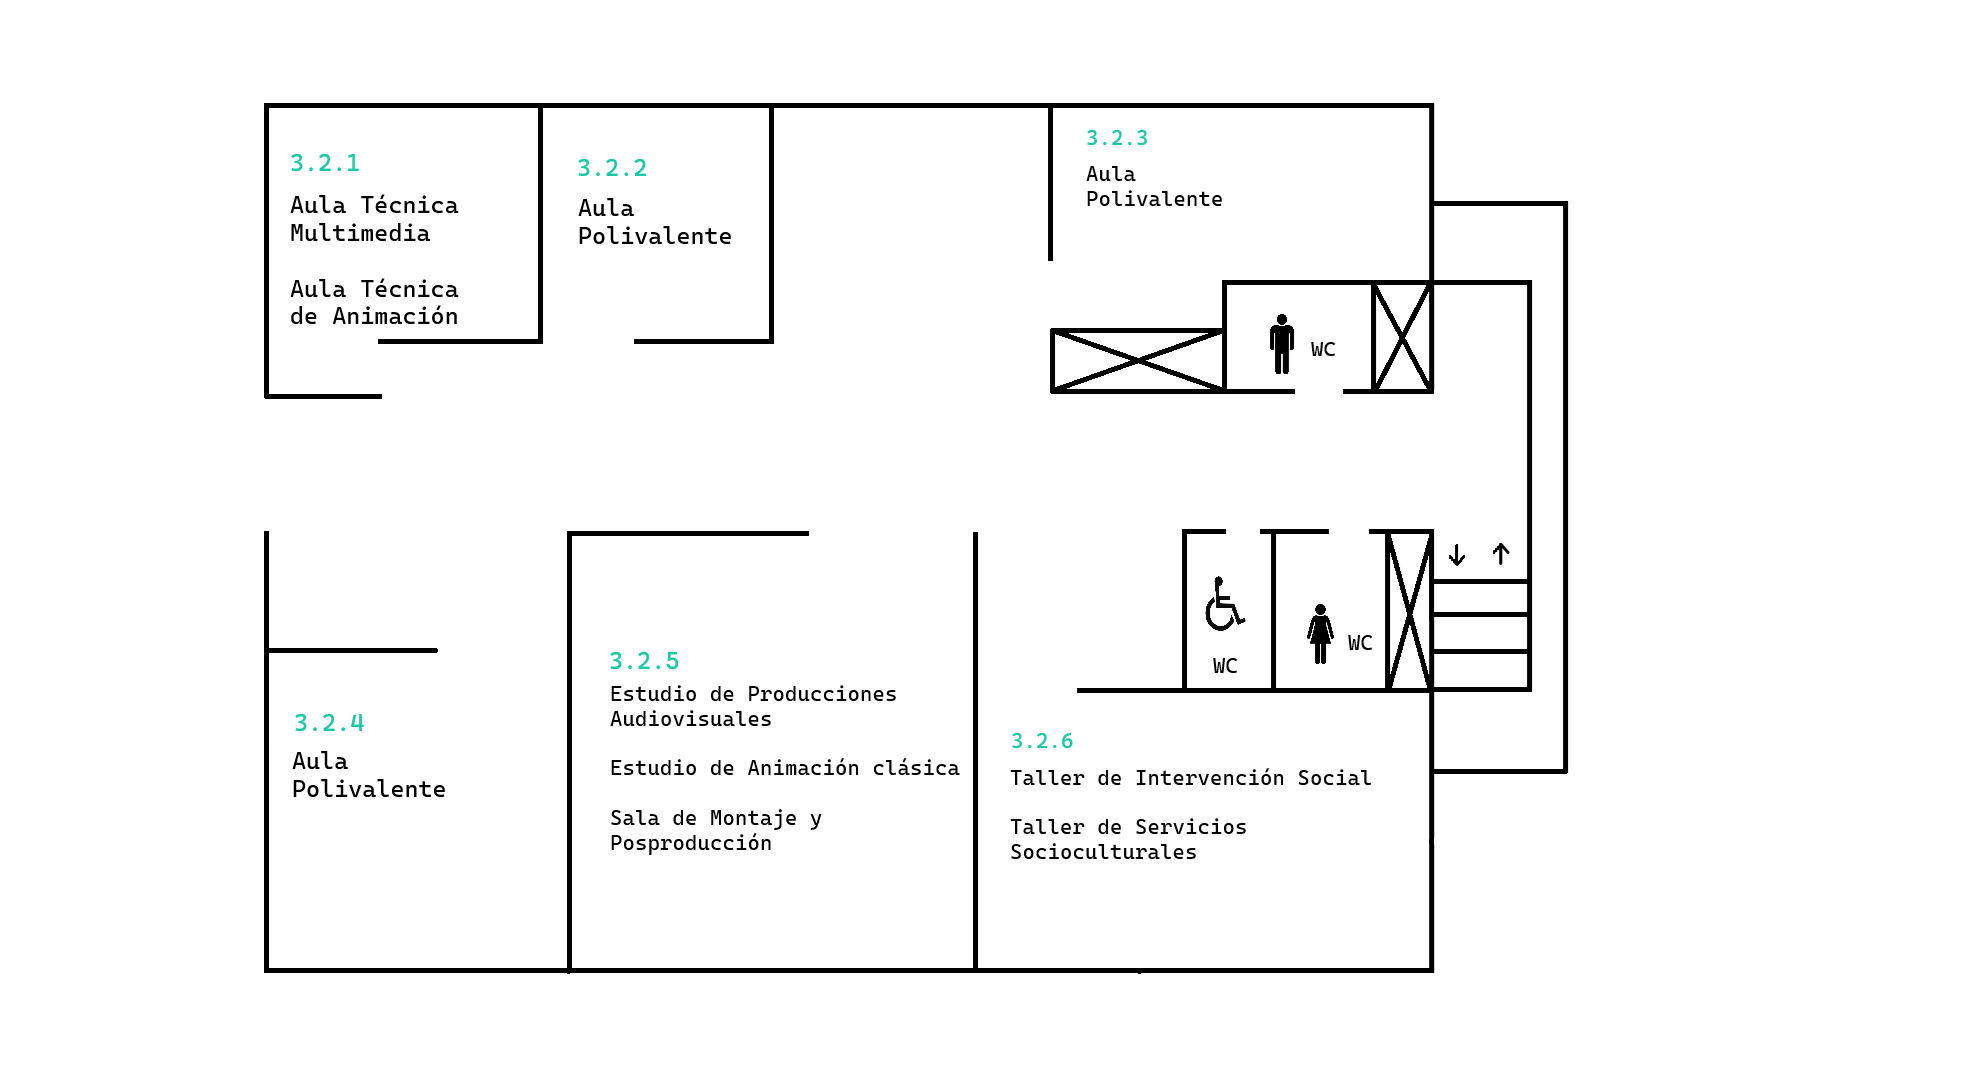 3.2.1
Aula Técnica
Multimedia
Aula Técnica
de Animación
3.2.2
Aula
Polivalente
3.2.3
Aula
Polivalente
WC
WC
WC
3.2.4
Aula
Polivalente
3.2.5
Estudio de Producciones
Audiovisuales
Estudio de Animación clásica
Sala de Montaje y
Posproducción
3.2.6
Taller de Intervención Social
Taller de Servicios
Socioculturales